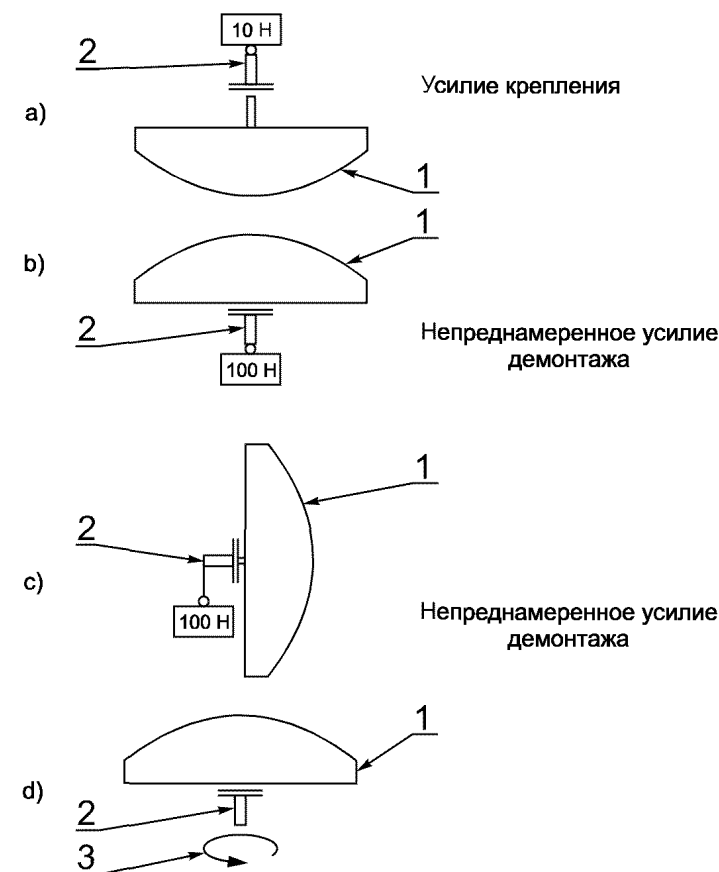 10 Н
2
Усилие крепления
a)
1
1
b)
2
Непреднамеренное усилие
демонтажа
100 Н
1
2
c)
100 Н
Непреднамеренное усилие
демонтажа
1
d)
2
3